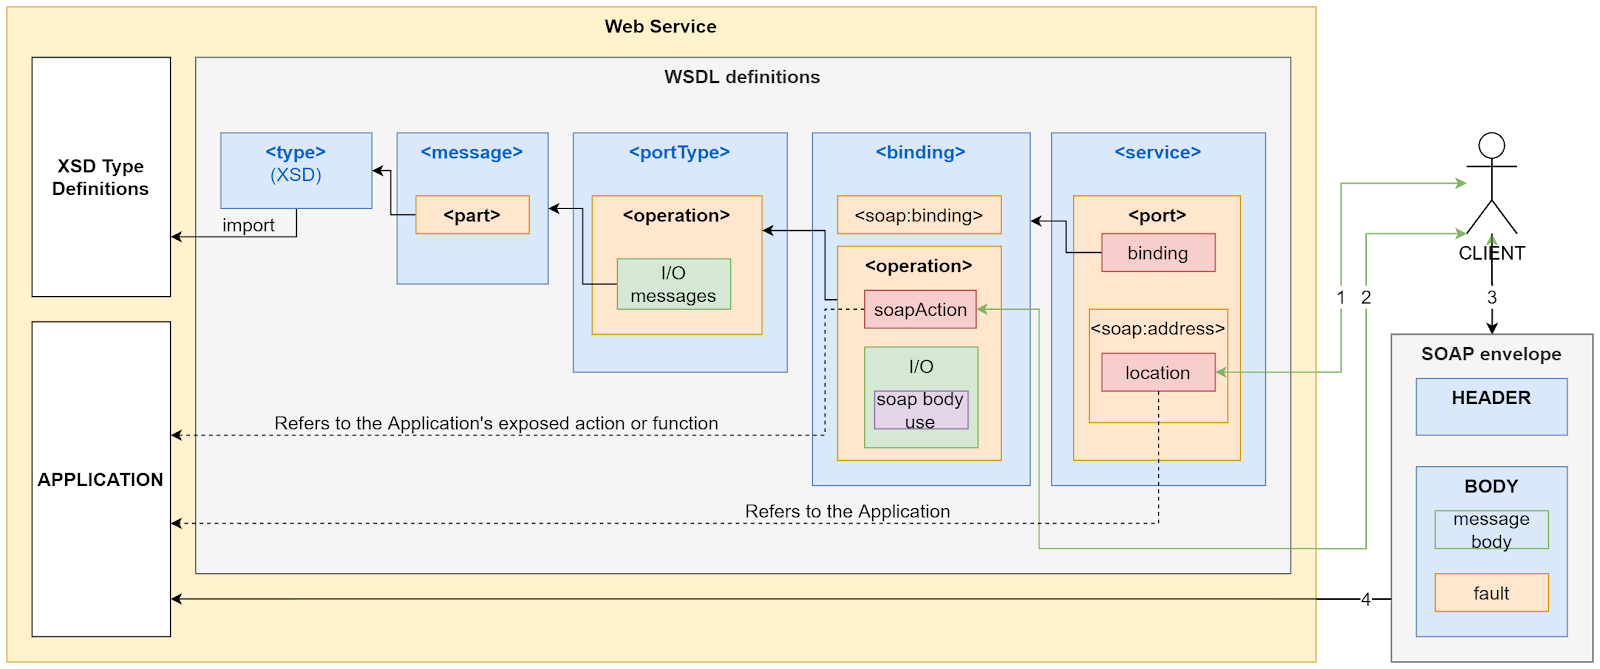 Web Service
XSD Type
Definitions
APPLICATION
WSDL definitions
<type>
(XSD)
import
<message>
<part>
<portType>
<operation>
I/O
messages
<binding>
<soap:binding>
<operation>
soapAction
I/O
soap body
use
<service>
<port>
binding
<soap:address>
location
Refers to the Application's exposed action or function
Refers to the Application
CLIENT
1
2
3
4
SOAP envelope
HEADER
BODY
message
body
fault